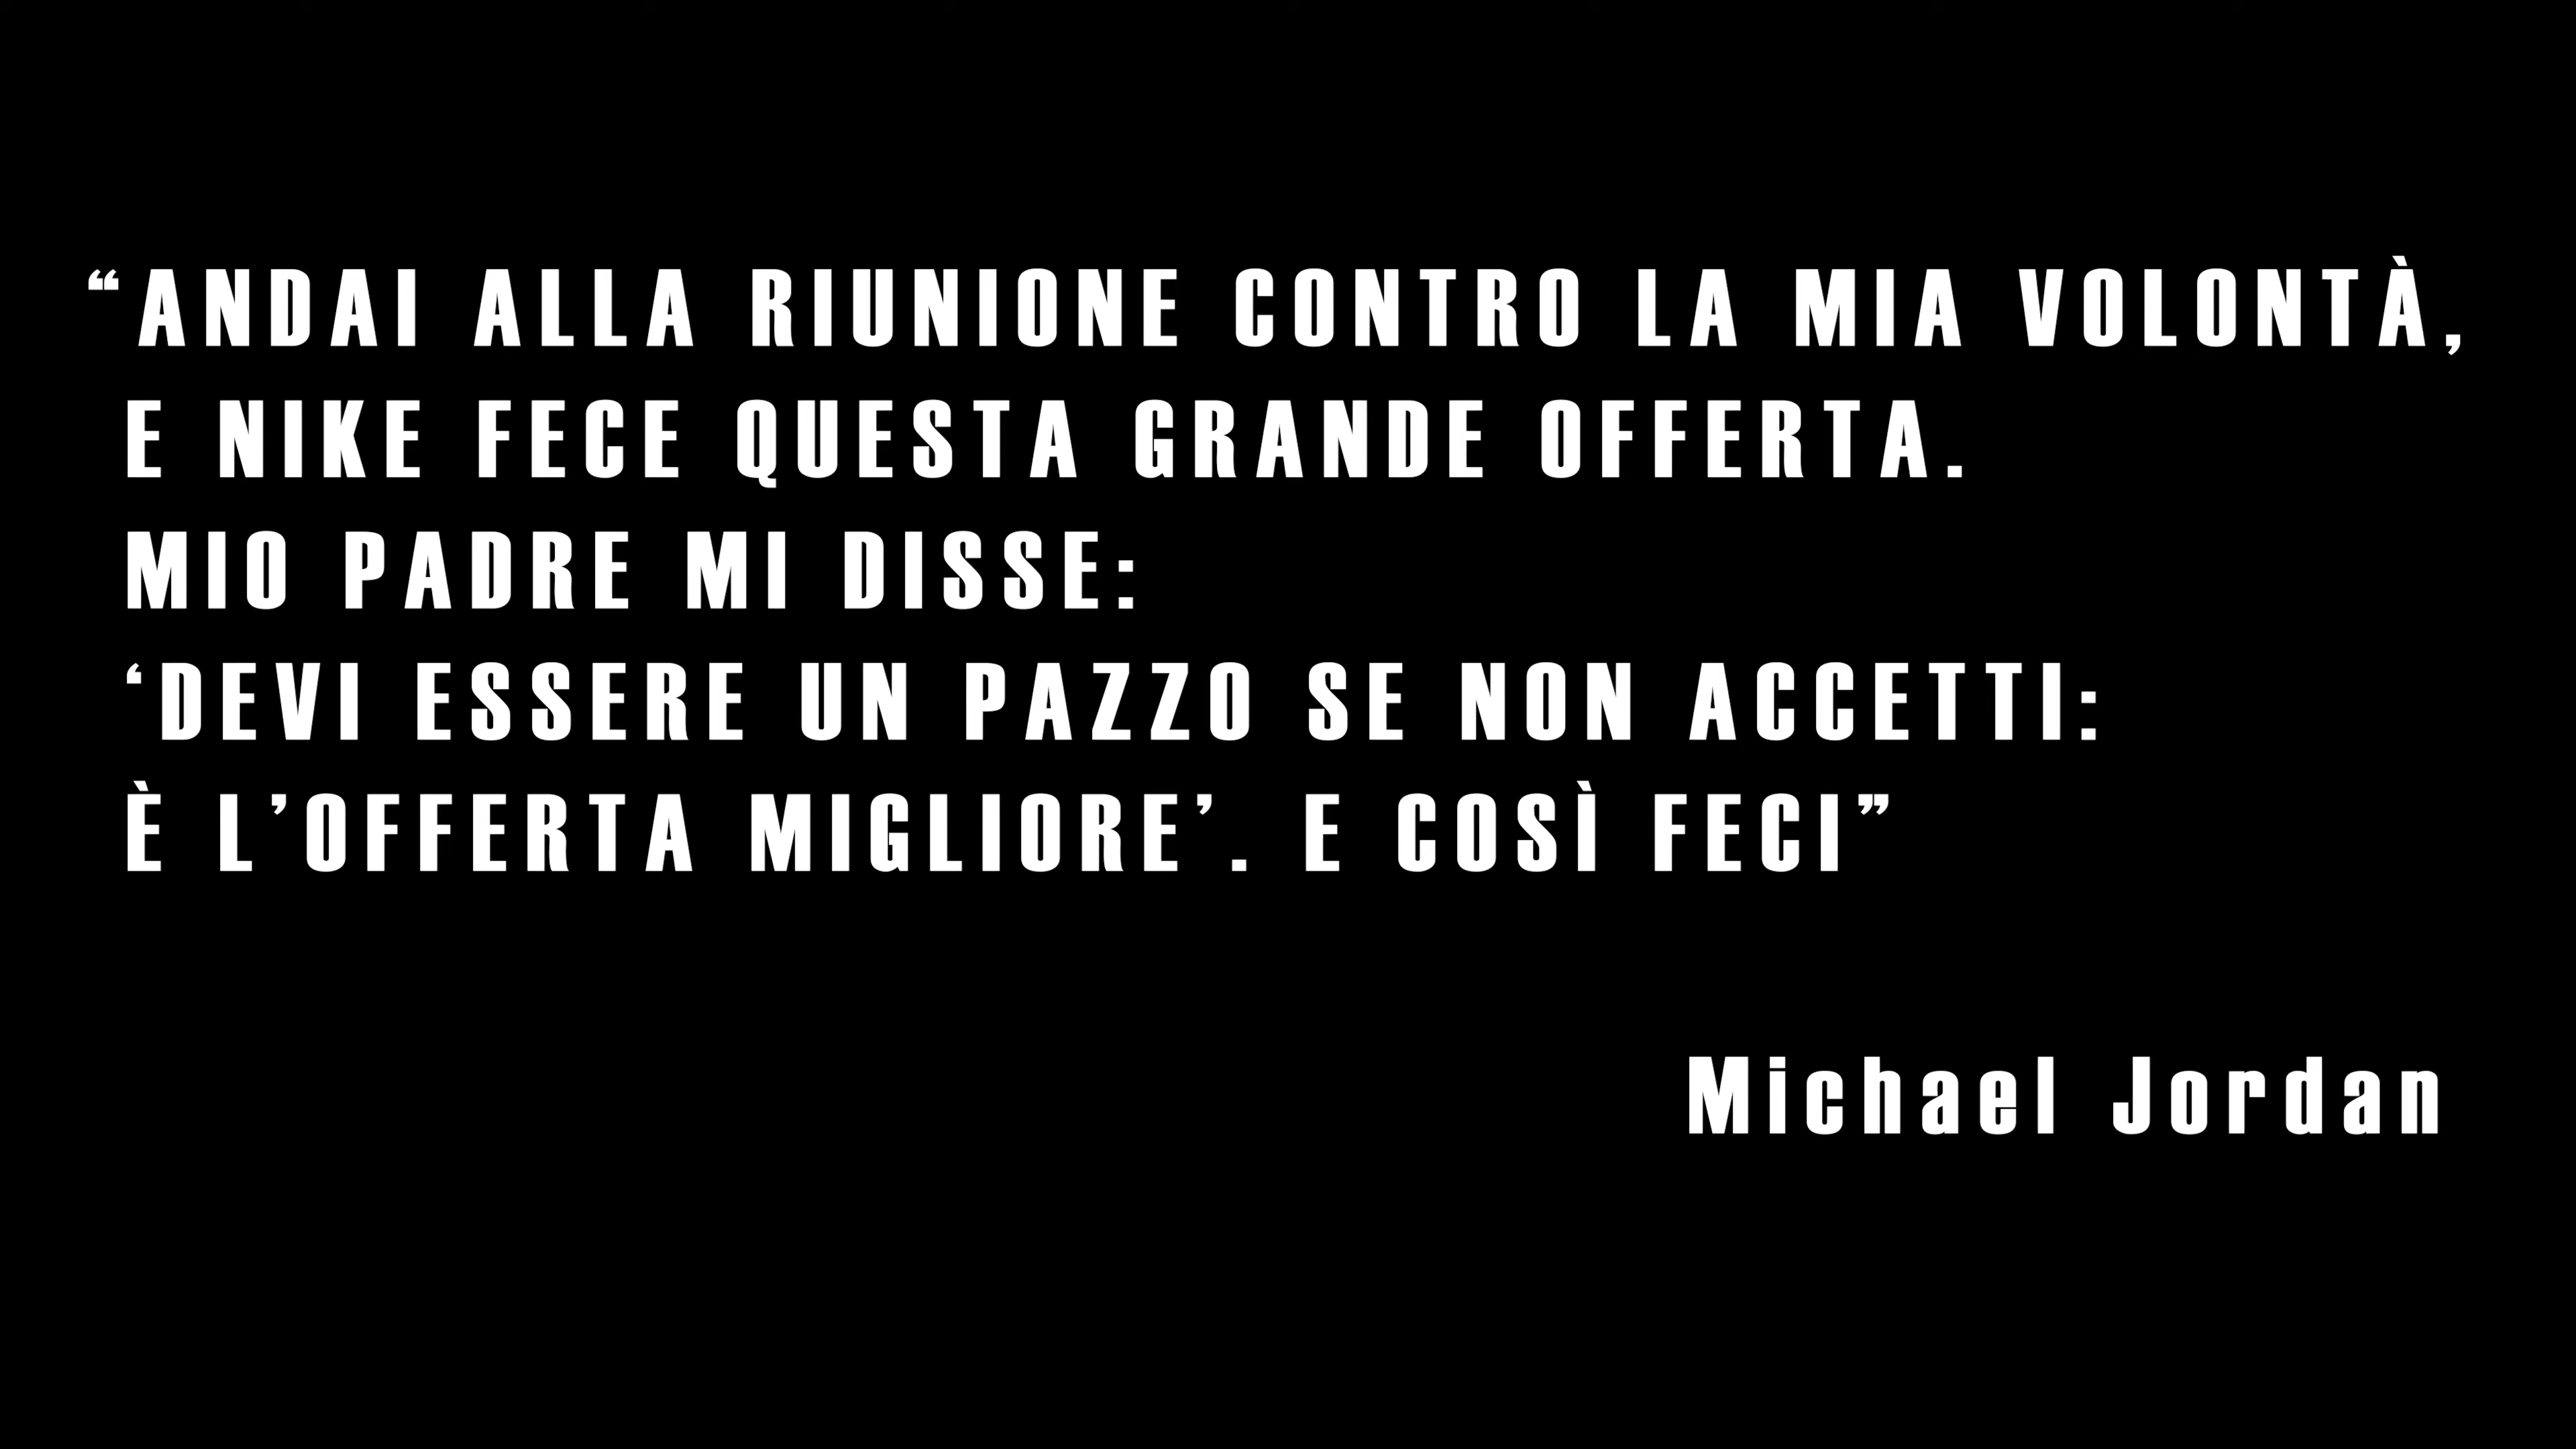 “ANDAI ALLA RIUNIONE CONTRO LA MIA VOLONTÀ,
E NIKE FECE QUESTA GRANDE OFFERTA.
MIO PADRE MI DISSE:
‘DEVI ESSERE UN PAZZO SE NON ACCETTI:
È L’OFFERTA MIGLIORE’. E COSÌ FECI”
Michael Jordan